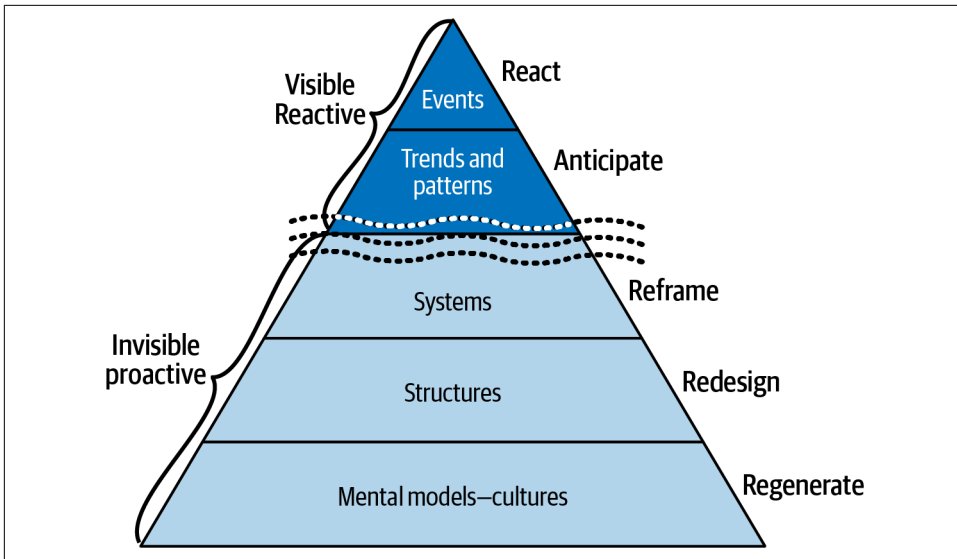 Visible
Reactive
React
Events
Trends and
patterns
Anticipate
Reframe
Systems
Invisible
proactive
Structures
Redesign
Mental models–cultures
Regenerate